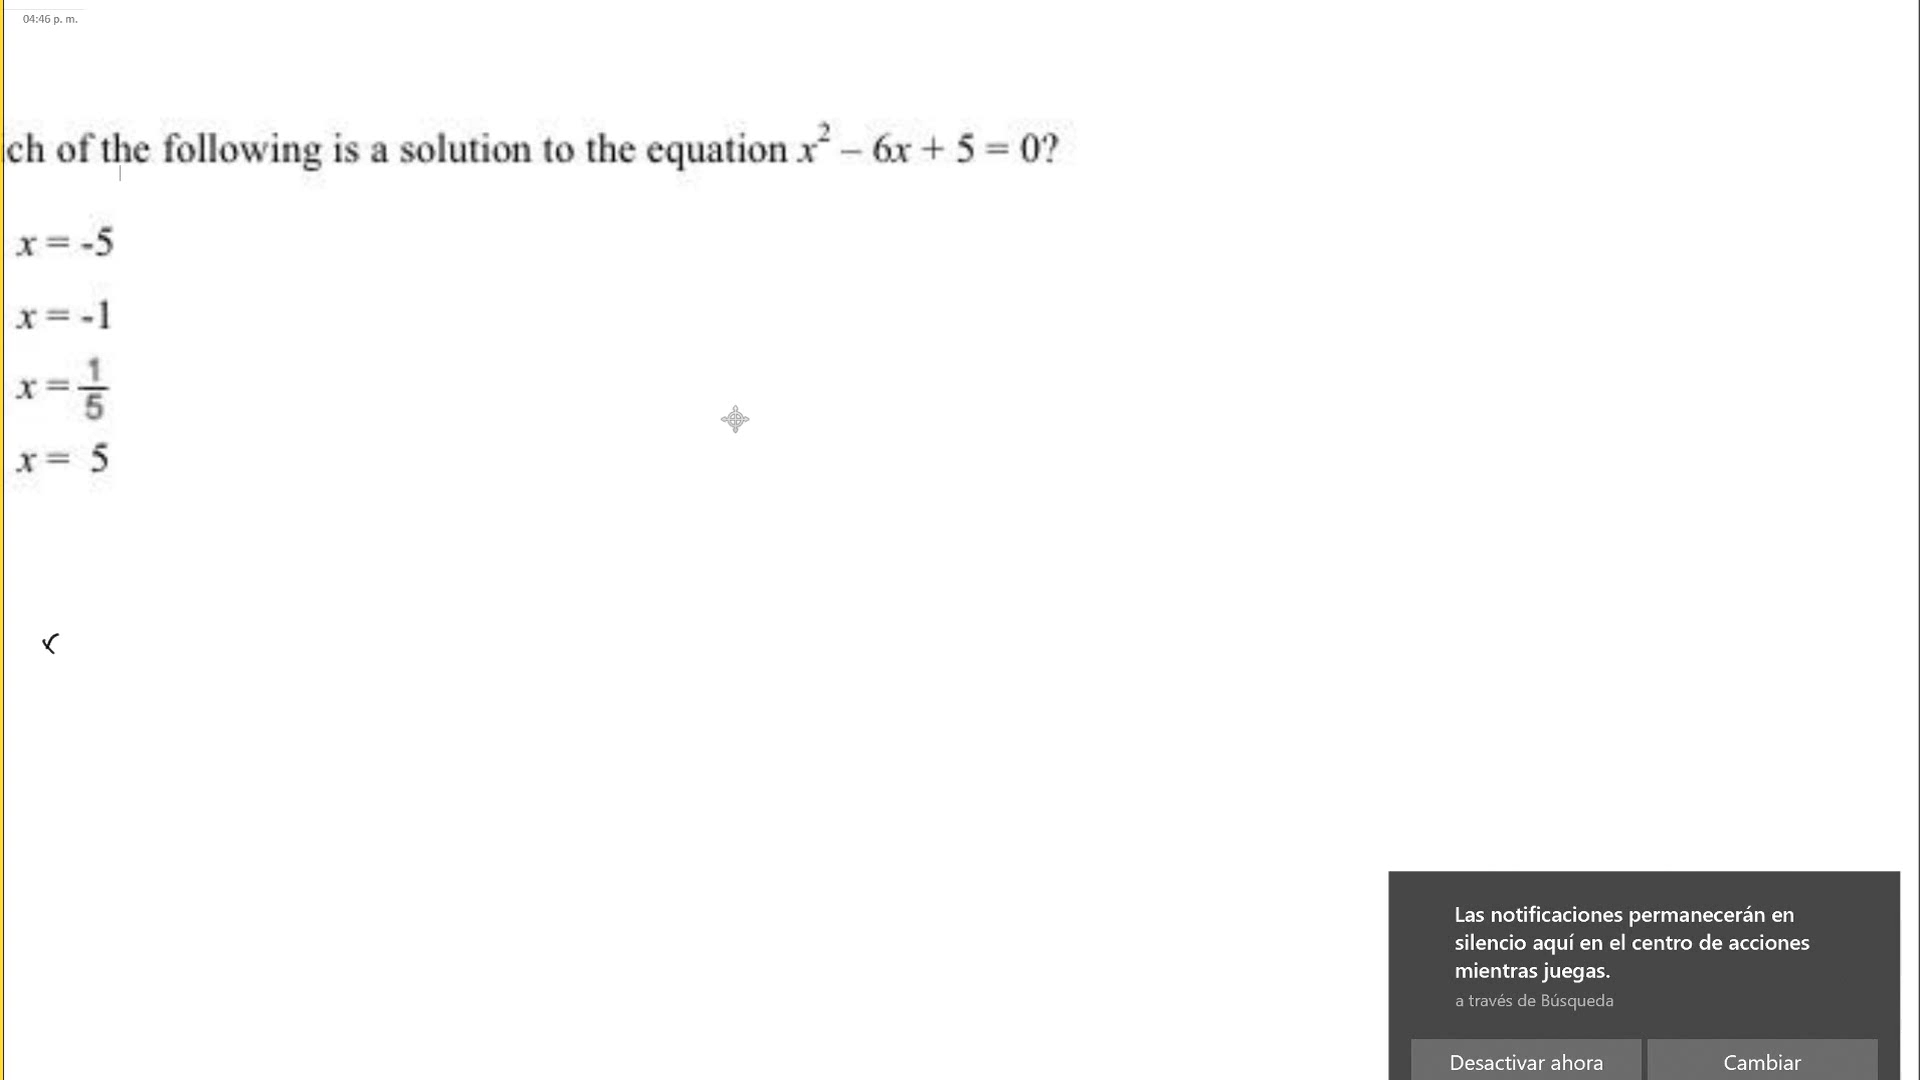 04:46 p. m.
ch of the following is a solution to the equation x² – 6x + 5 = 0?
x = -5
x = -1
x = 1/5
x = 5
x
Las notificaciones permanecerán en
silencio aquí en el centro de acciones
mientras juegas.
a través de Búsqueda
Desactivar ahora Cambiar